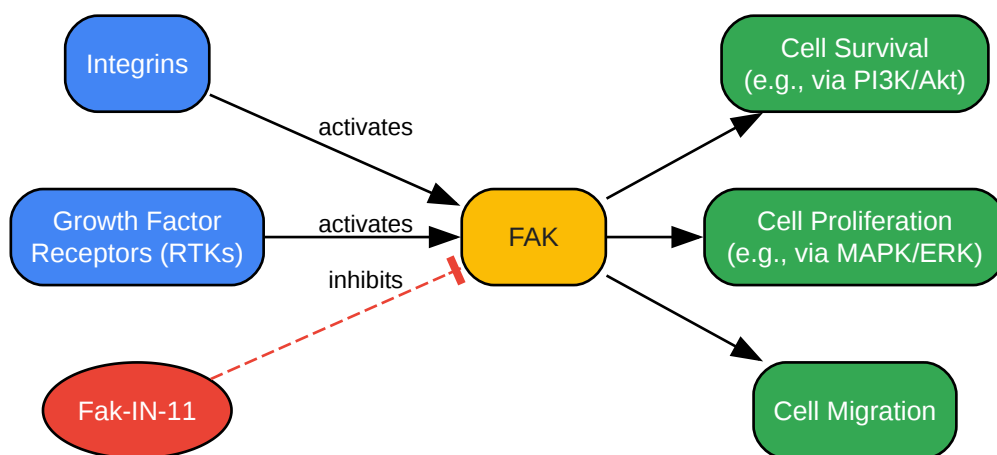 Integrins
activates
Growth Factor
Receptors (RTKs)
activates
inhibits
Fak-IN-11
FAK
Cell Survival
(e.g., via PI3K/Akt)
Cell Proliferation
(e.g., via MAPK/ERK)
Cell Migration